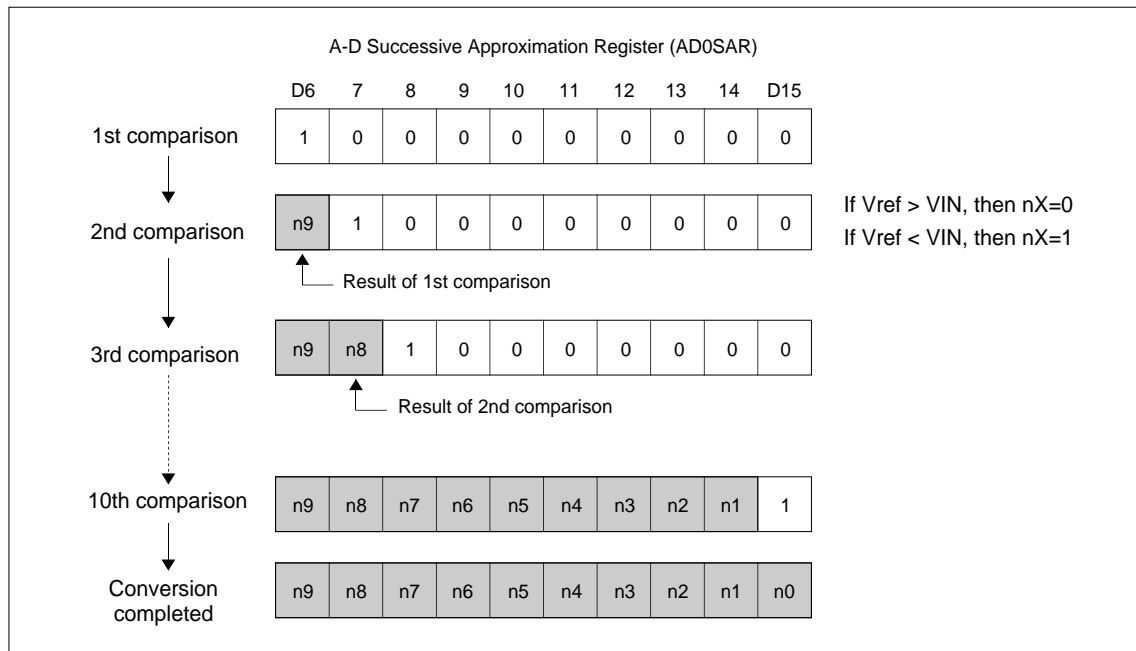 A-D Successive Approximation Register (AD0SAR)
D6 7 8 9 10 11 12 13 14 D15
1st comparison 1 0 0 0 0 0 0 0 0 0
2nd comparison n9 1 0 0 0 0 0 0 0 0
If Vref > VIN, then nX=0
If Vref < VIN, then nX=1
Result of 1st comparison
3rd comparison n9 n8 1 0 0 0 0 0 0 0
Result of 2nd comparison
10th comparison n9 n8 n7 n6 n5 n4 n3 n2 n1 1
Conversion
completed n9 n8 n7 n6 n5 n4 n3 n2 n1 n0